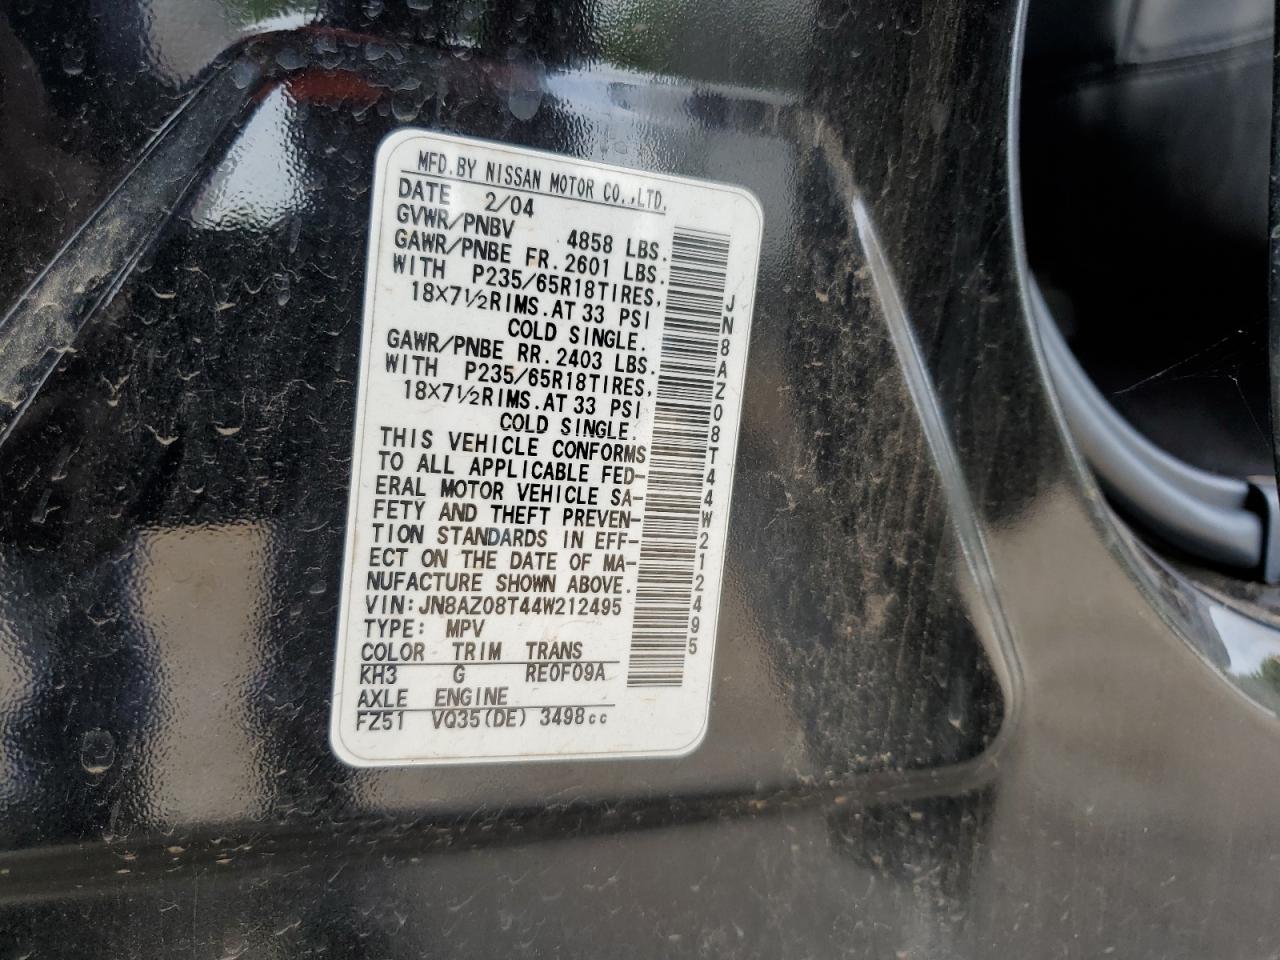 MFD.BY NISSAN MOTOR CO.,LTD.
DATE 2/04
GVWR/PNBV 4858 LBS.
GAWR/PNBE FR.2601 LBS.
WITH P235/65R18TIRES,
18X7½RIMS.AT 33 PSI
COLD SINGLE.
GAWR/PNBE RR.2403 LBS.
WITH P235/65R18TIRES,
18X7½RIMS.AT 33 PSI
COLD SINGLE.
THIS VEHICLE CONFORMS
TO ALL APPLICABLE FED-
ERAL MOTOR VEHICLE SA-
FETY AND THEFT PREVEN-
TION STANDARDS IN EFF-
ECT ON THE DATE OF MA-
NUFACTURE SHOWN ABOVE.
VIN:JN8AZ08T44W212495
TYPE: MPV
COLOR TRIM TRANS
KH3 G RE0F09A
AXLE ENGINE
FZ51 VQ35(DE) 3498cc
JN8AZ08T44W212495